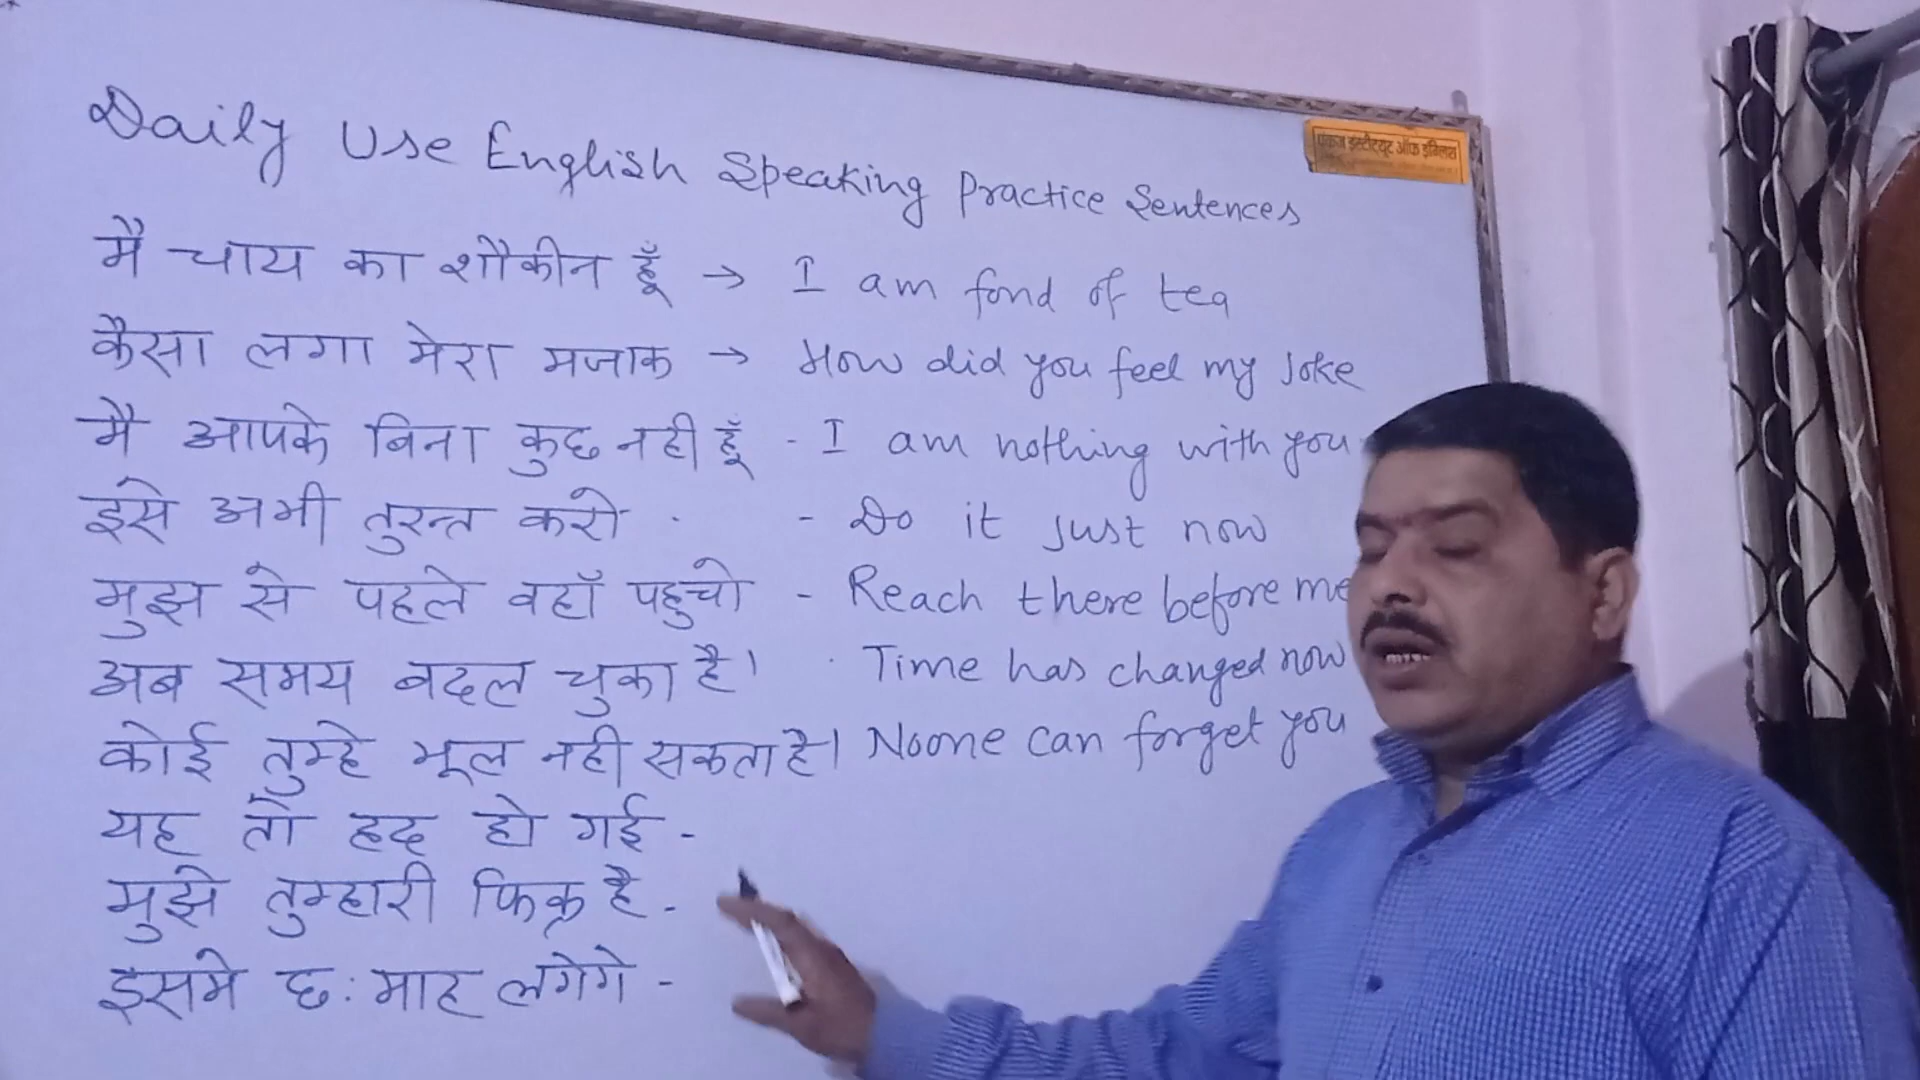 Daily Use English Speaking Practice Sentences
पंकज इंस्टीट्यूट ऑफ इंग्लिश
मै चाय का शौकीन हूँ → I am fond of tea
कैसा लगा मेरा मजाक → How did you feel my Joke
मै आपके बिना कुछ नही हूँ - I am nothing with you
इसे अभी तुरन्त करो - Do it Just now
मुझ से पहले वहाँ पहुचो - Reach there before me
अब समय बदल चुका है। Time has changed now
कोई तुम्हे भूल नही सकता है। Noone can forget you
यह तो हद हो गई -
मुझे तुम्हारी फिक्र है -
इसमे छ: माह लगेगे -